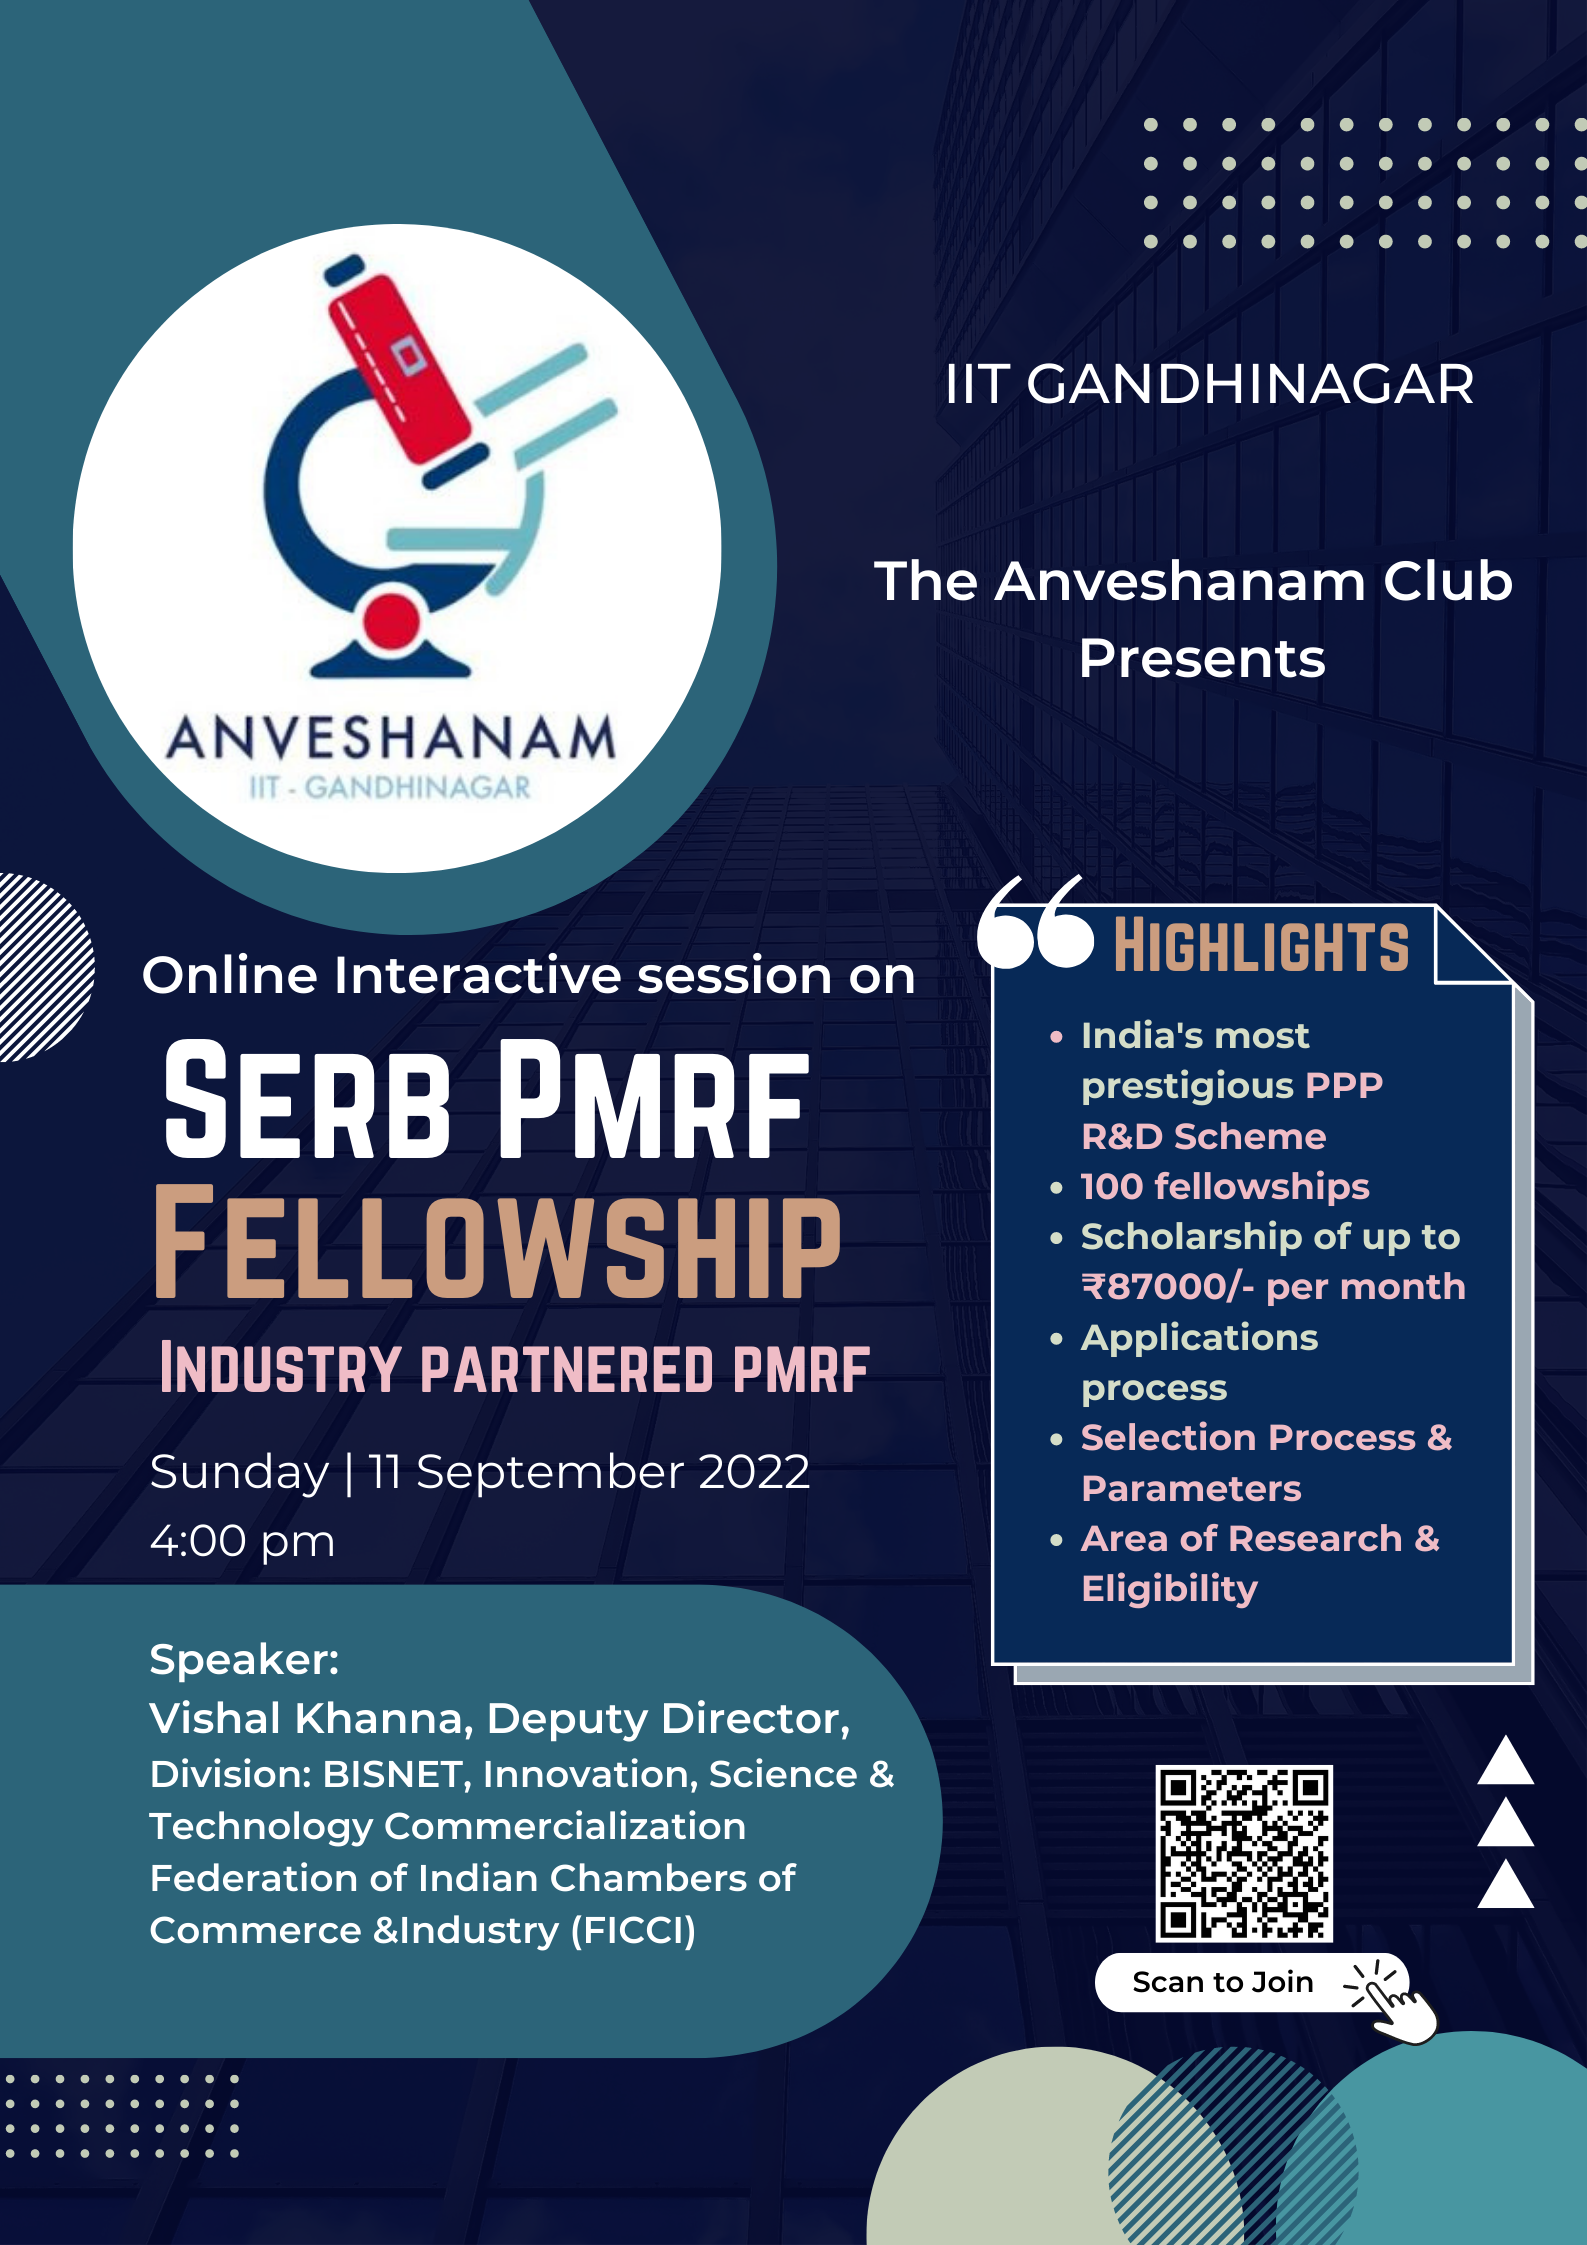 ANVESHANAM
IIT - GANDHINAGAR
IIT GANDHINAGAR
The Anveshanam Club
Presents
Online Interactive session on
SERB PMRF
FELLOWSHIP
INDUSTRY PARTNERED PMRF
Sunday | 11 September 2022
4:00 pm
Speaker:
Vishal Khanna, Deputy Director,
Division: BISNET, Innovation, Science &
Technology Commercialization
Federation of Indian Chambers of
Commerce &Industry (FICCI)
HIGHLIGHTS
• India's most
prestigious PPP
R&D Scheme
• 100 fellowships
• Scholarship of up to
₹87000/- per month
• Applications
process
• Selection Process &
Parameters
• Area of Research &
Eligibility
Scan to Join